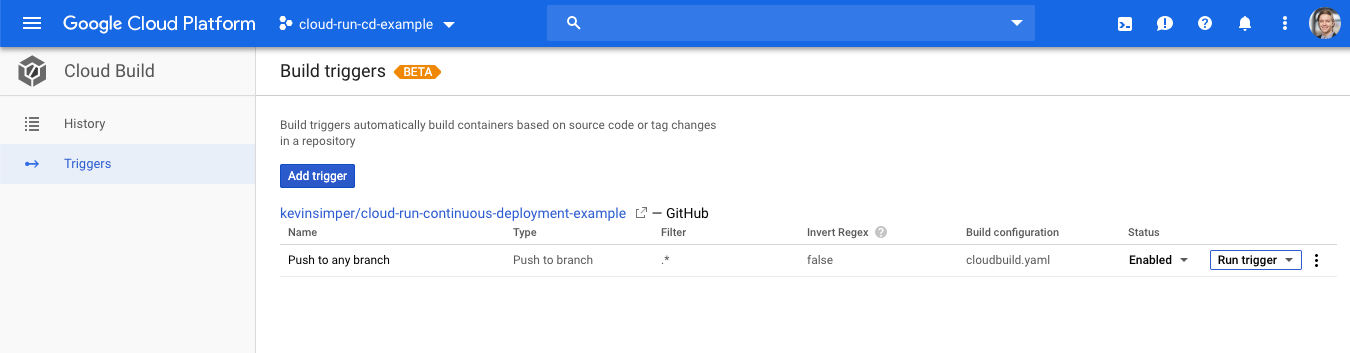 Google Cloud Platform cloud-run-cd-example
Cloud Build
Build triggers BETA
History
Triggers
Build triggers automatically build containers based on source code or tag changes
in a repository
Add trigger
kevinsimper/cloud-run-continuous-deployment-example — GitHub
Name Type Filter Invert Regex ? Build configuration Status
Push to any branch Push to branch .* false cloudbuild.yaml Enabled Run trigger